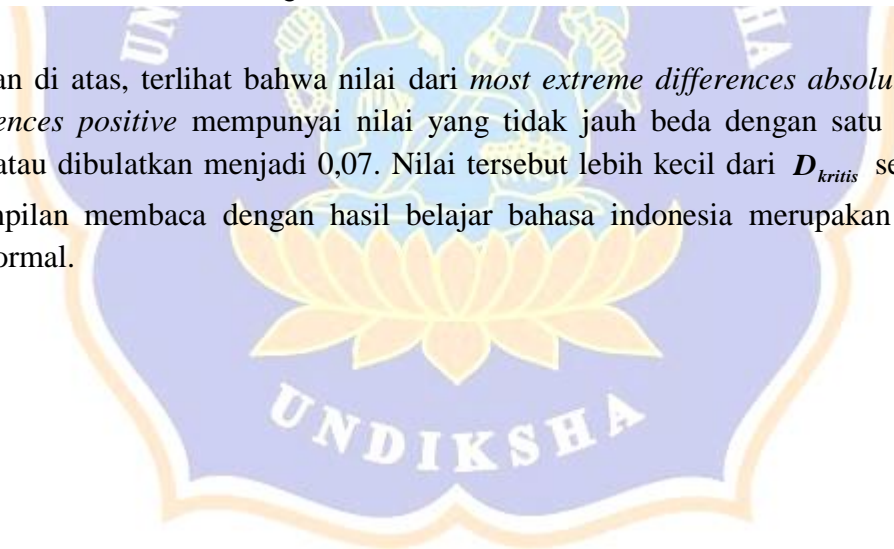 an di atas, terlihat bahwa nilai dari most extreme differences absolu
ences positive mempunyai nilai yang tidak jauh beda dengan satu
atau dibulatkan menjadi 0,07. Nilai tersebut lebih kecil dari D_kritis se
npilan membaca dengan hasil belajar bahasa indonesia merupakan
ormal.
UNDIKSHA